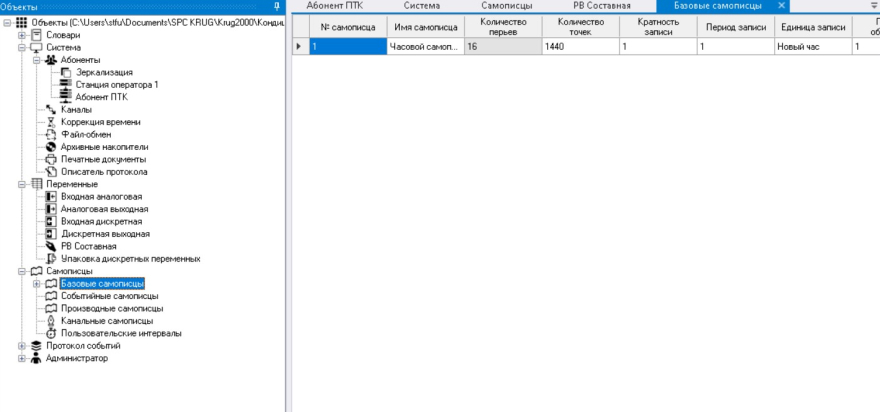 Объекты
Объекты (C:\Users\stfu\Documents\SPC KRUG\Krug2000\Конди
Словари
Система
Абоненты
Зеркализация
Станция оператора 1
Абонент ПТК
Каналы
Коррекция времени
Файл-обмен
Архивные накопители
Печатные документы
Описатель протокола
Переменные
Входная аналоговая
Аналоговая выходная
Входная дискретная
Дискретная выходная
РВ Составная
Упаковка дискретных переменных
Самописцы
Базовые самописцы
Событийные самописцы
Производные самописцы
Канальные самописцы
Пользовательские интервалы
Протокол событий
Администратор
Абонент ПТК Система Самописцы РВ Составная Базовые самописцы
№ самописца Имя самописца Количество перьев Количество точек Кратность записи Период записи Единица записи
1 Часовой самоп... 16 1440 1 1 Новый час 1